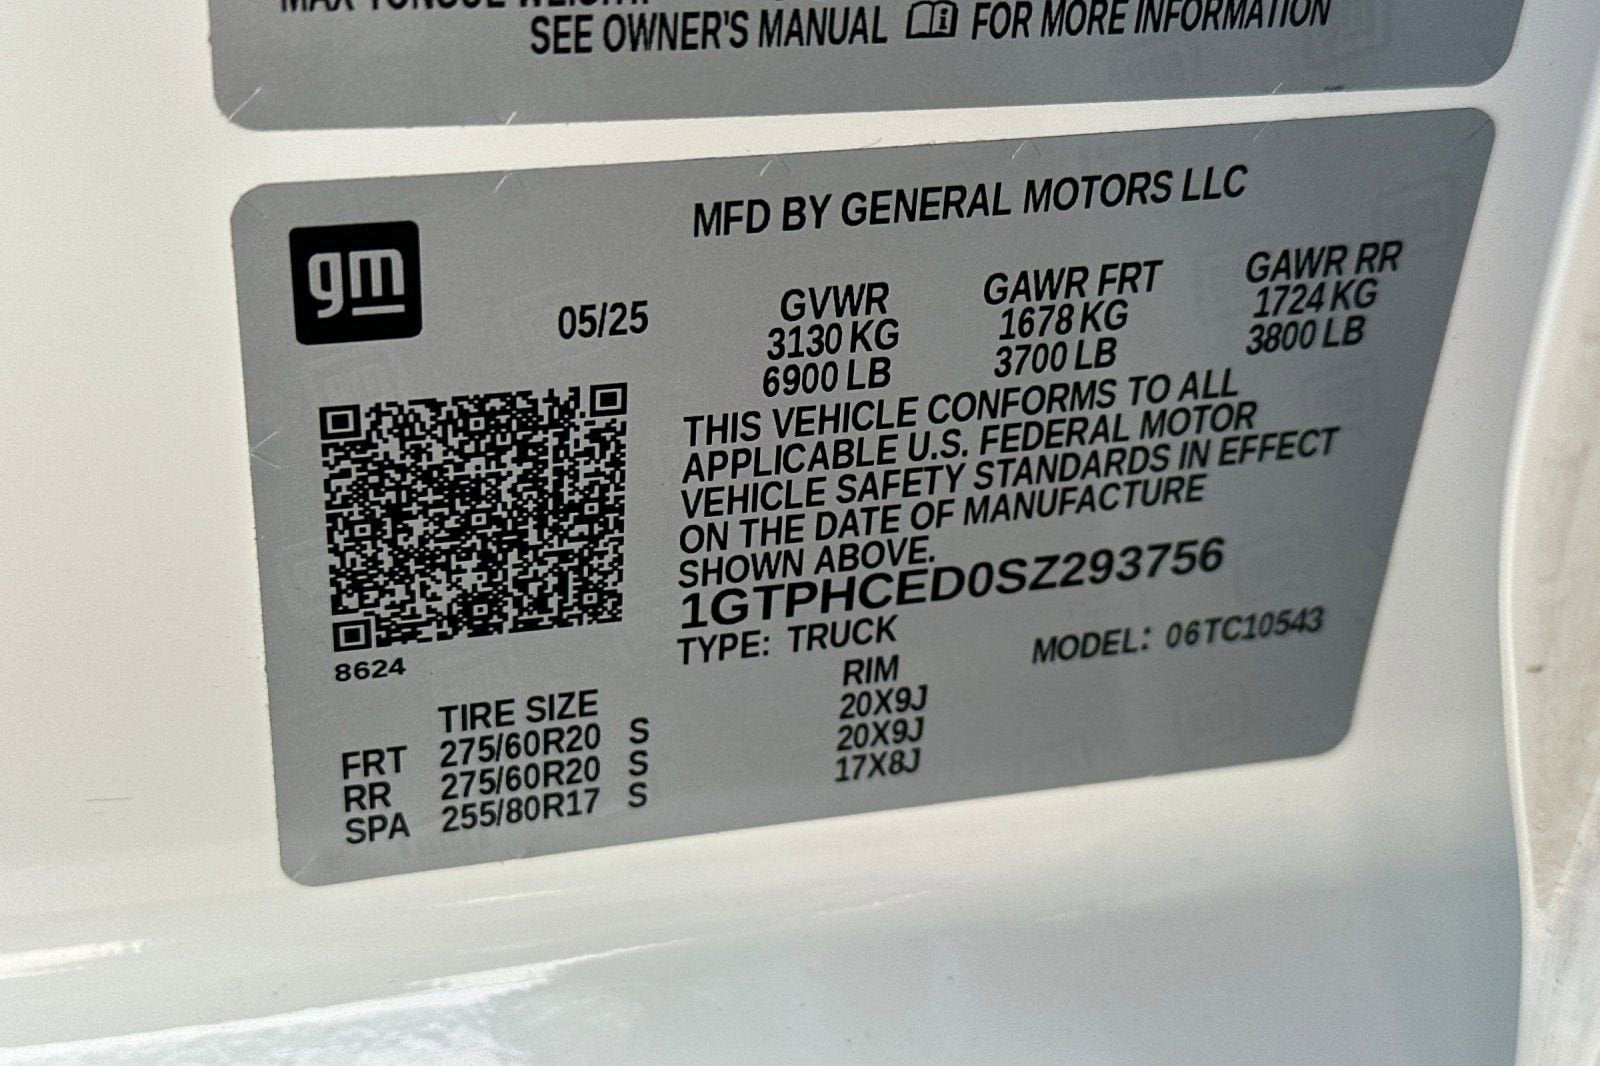 MAX TONGUE WEIGHT:
SEE OWNER'S MANUAL FOR MORE INFORMATION
gm
MFD BY GENERAL MOTORS LLC
05/25
GVWR GAWR FRT GAWR RR
3130 KG 1678 KG 1724 KG
6900 LB 3700 LB 3800 LB
THIS VEHICLE CONFORMS TO ALL
APPLICABLE U.S. FEDERAL MOTOR
VEHICLE SAFETY STANDARDS IN EFFECT
ON THE DATE OF MANUFACTURE
SHOWN ABOVE.
1GTPHCED0SZ293756
TYPE: TRUCK MODEL: 06TC10543
8624
TIRE SIZE RIM
FRT 275/60R20 S 20X9J
RR 275/60R20 S 20X9J
SPA 255/80R17 S 17X8J